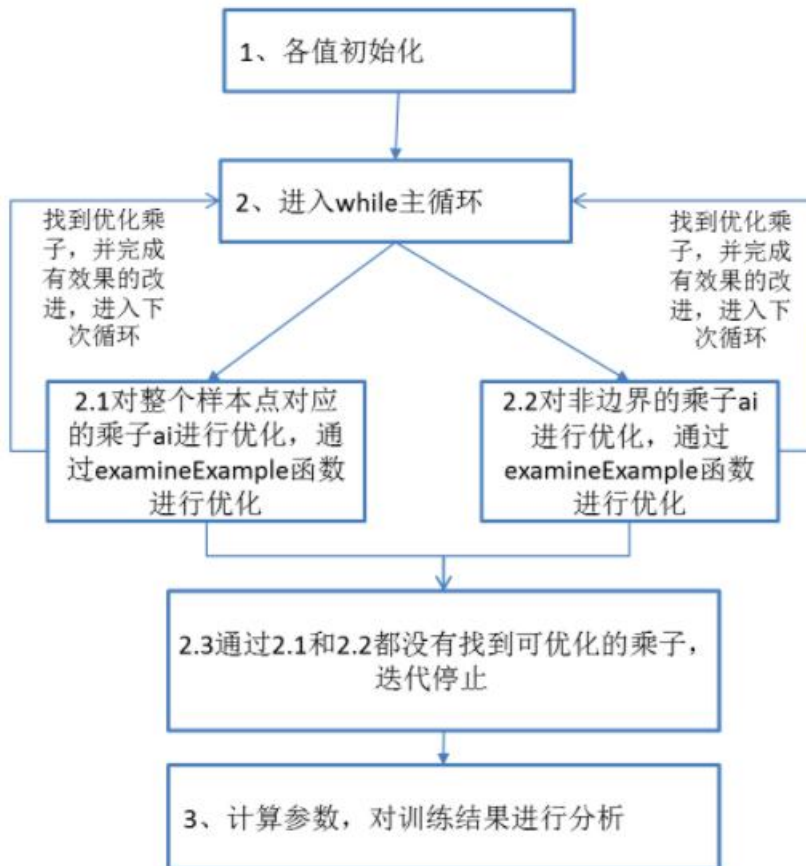 1、各值初始化
2、进入while主循环
找到优化乘
子，并完成
有效果的改
进，进入下
次循环
找到优化乘
子，并完成
有效果的改
进，进入下
次循环
2.1对整个样本点对应
的乘子ai进行优化，通
过examineExample函数
进行优化
2.2对非边界的乘子ai
进行优化，通过
examineExample函数
进行优化
2.3通过2.1和2.2都没有找到可优化的乘子，
迭代停止
3、计算参数，对训练结果进行分析